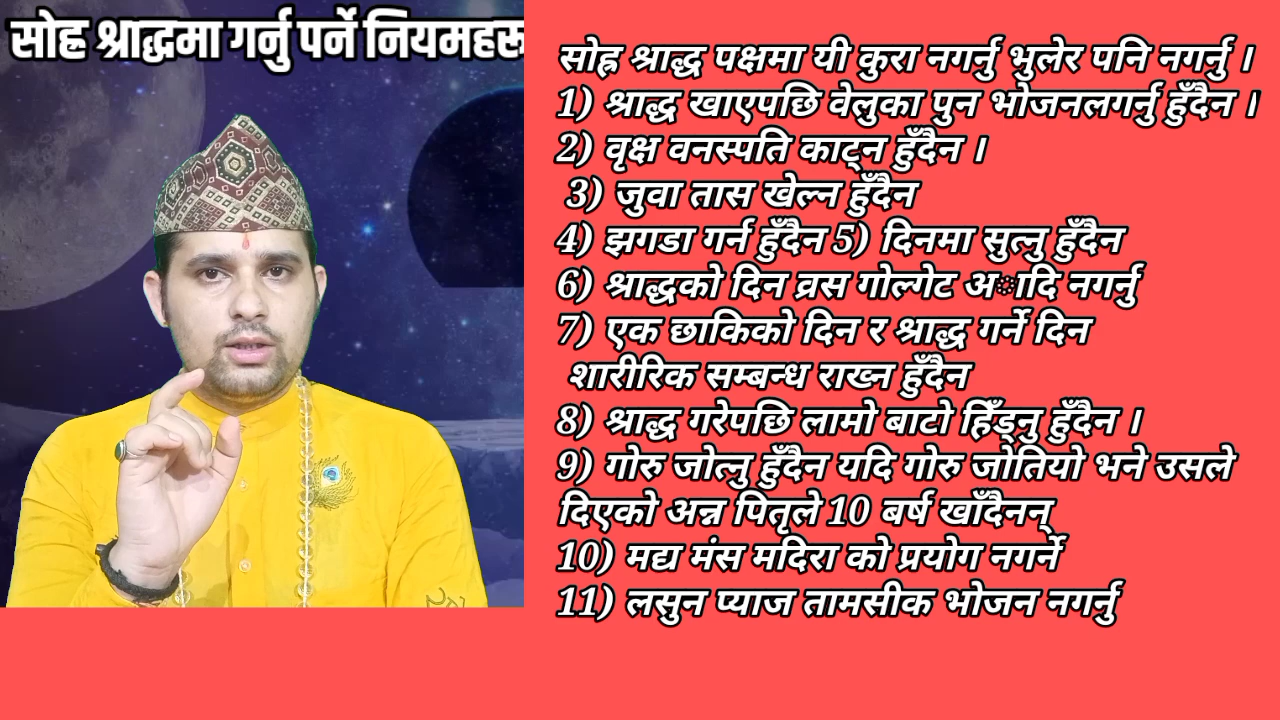 सोह्र श्राद्धमा गर्नु पर्ने नियमहरू
सोह्र श्राद्ध पक्षमा यी कुरा नगर्नु भुलेर पनि नगर्नु ।
1) श्राद्ध खाएपछि वेलुका पुन भोजनलगर्नु हुँदैन ।
2) वृक्ष वनस्पति काट्न हुँदैन ।
3) जुवा तास खेल्न हुँदैन
4) झगडा गर्न हुँदैन 5) दिनमा सुत्नु हुँदैन
6) श्राद्धको दिन व्रस गोल्गेट अादि नगर्नु
7) एक छाकिको दिन र श्राद्ध गर्ने दिन
शारीरिक सम्बन्ध राख्न हुँदैन
8) श्राद्ध गरेपछि लामो बाटो हिँड्नु हुँदैन ।
9) गोरु जोत्नु हुँदैन यदि गोरु जोतियो भने उसले
दिएको अन्न पितृले 10 बर्ष खाँदैनन्
10) मद्य मंस मदिरा को प्रयोग नगर्ने
11) लसुन प्याज तामसीक भोजन नगर्नु